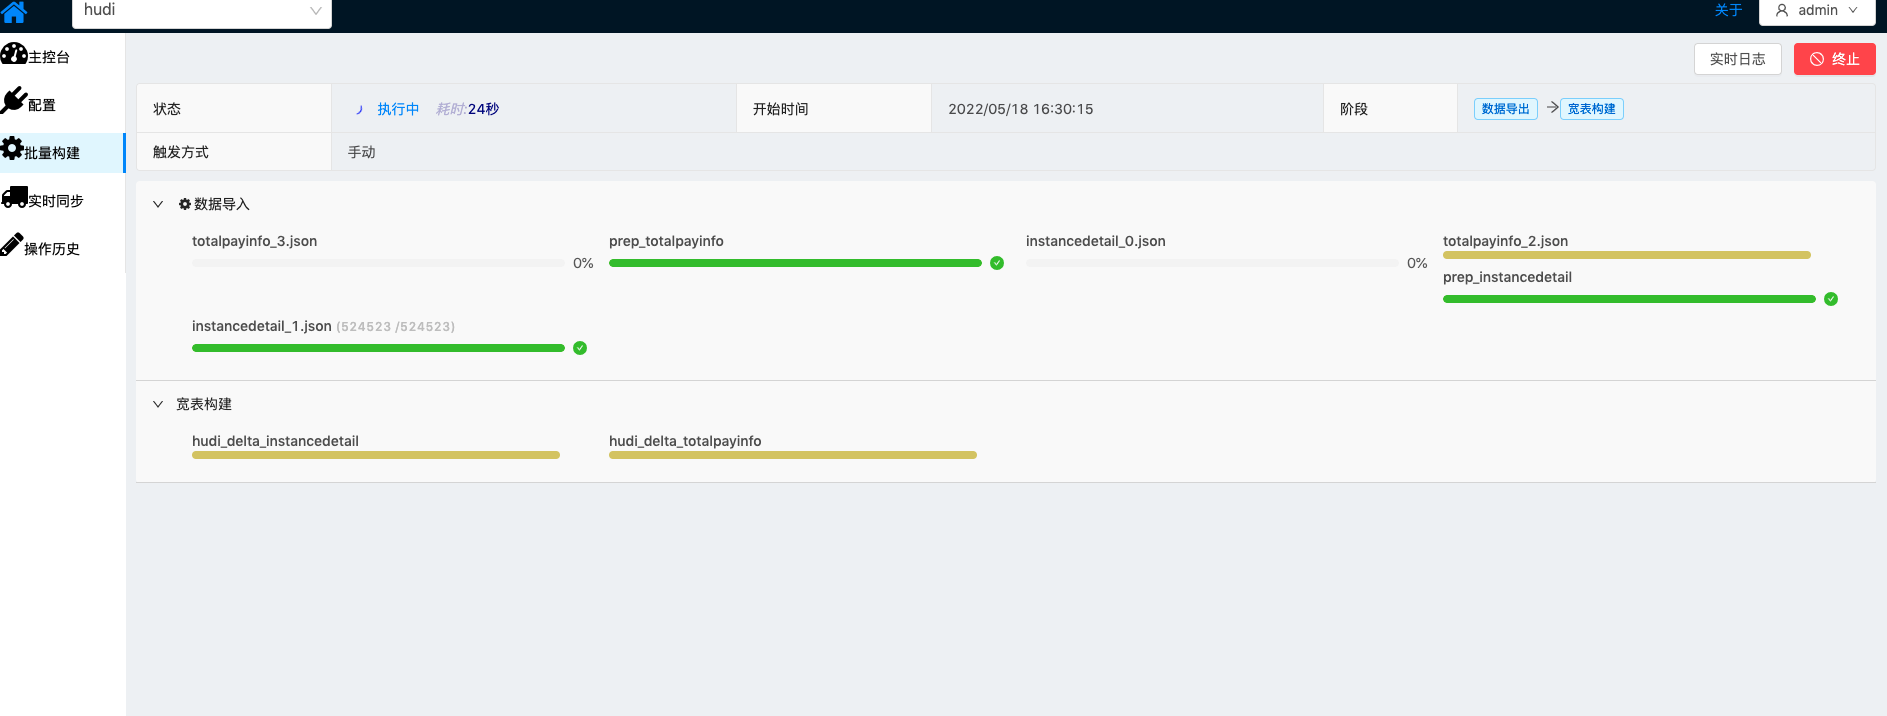 hudi
关于
admin
主控台
配置
批量构建
实时同步
操作历史
实时日志
终止
状态
执行中
耗时:24秒
开始时间
2022/05/18 16:30:15
阶段
数据导出
宽表构建
触发方式
手动
数据导入
totalpayinfo_3.json
0%
prep_totalpayinfo
instancedetail_0.json
0%
totalpayinfo_2.json
prep_instancedetail
instancedetail_1.json (524523 /524523)
宽表构建
hudi_delta_instancedetail
hudi_delta_totalpayinfo